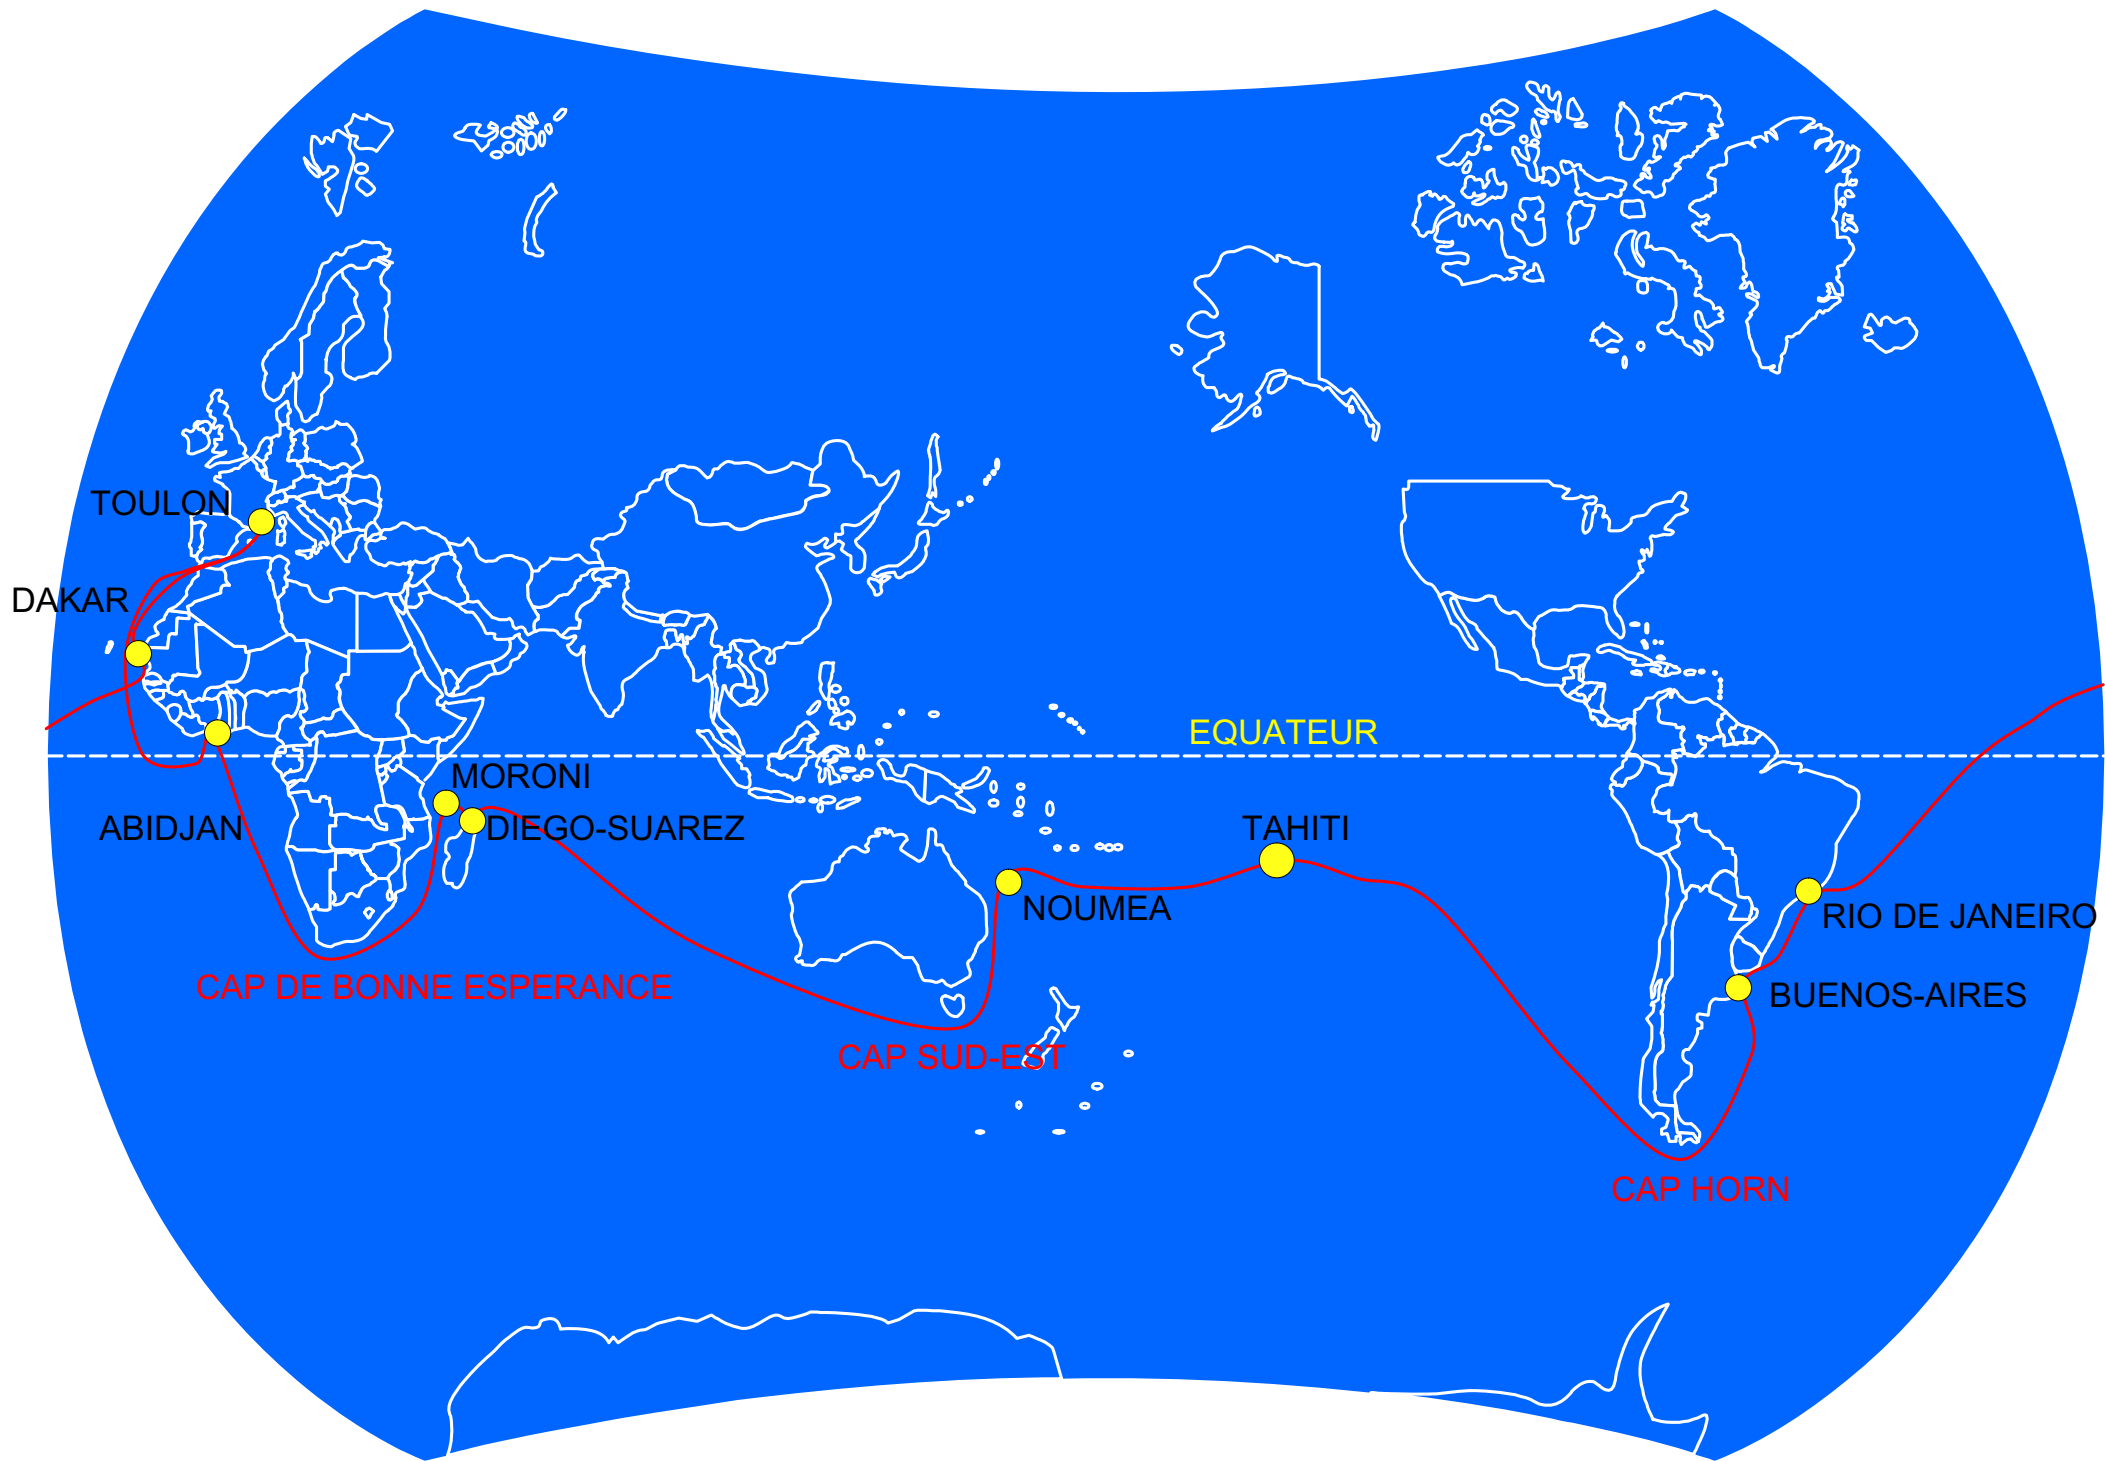 TOULON
DAKAR
EQUATEUR
MORONI
ABIDJAN
DIEGO-SUAREZ
TAHITI
NOUMEA
RIO DE JANEIRO
CAP DE BONNE ESPERANCE
BUENOS-AIRES
CAP SUD-EST
CAP HORN